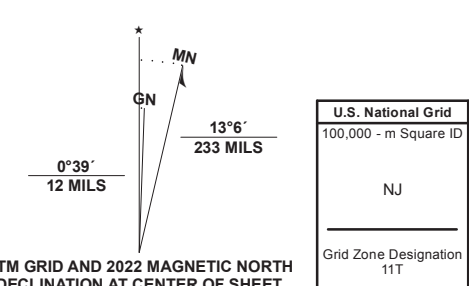 ★
MN
GN
13°6´
233 MILS
0°39´
12 MILS
TM GRID AND 2022 MAGNETIC NORTH
DECLINATION AT CENTER OF SHEET
U.S. National Grid
100,000 - m Square ID
NJ
Grid Zone Designation
11T